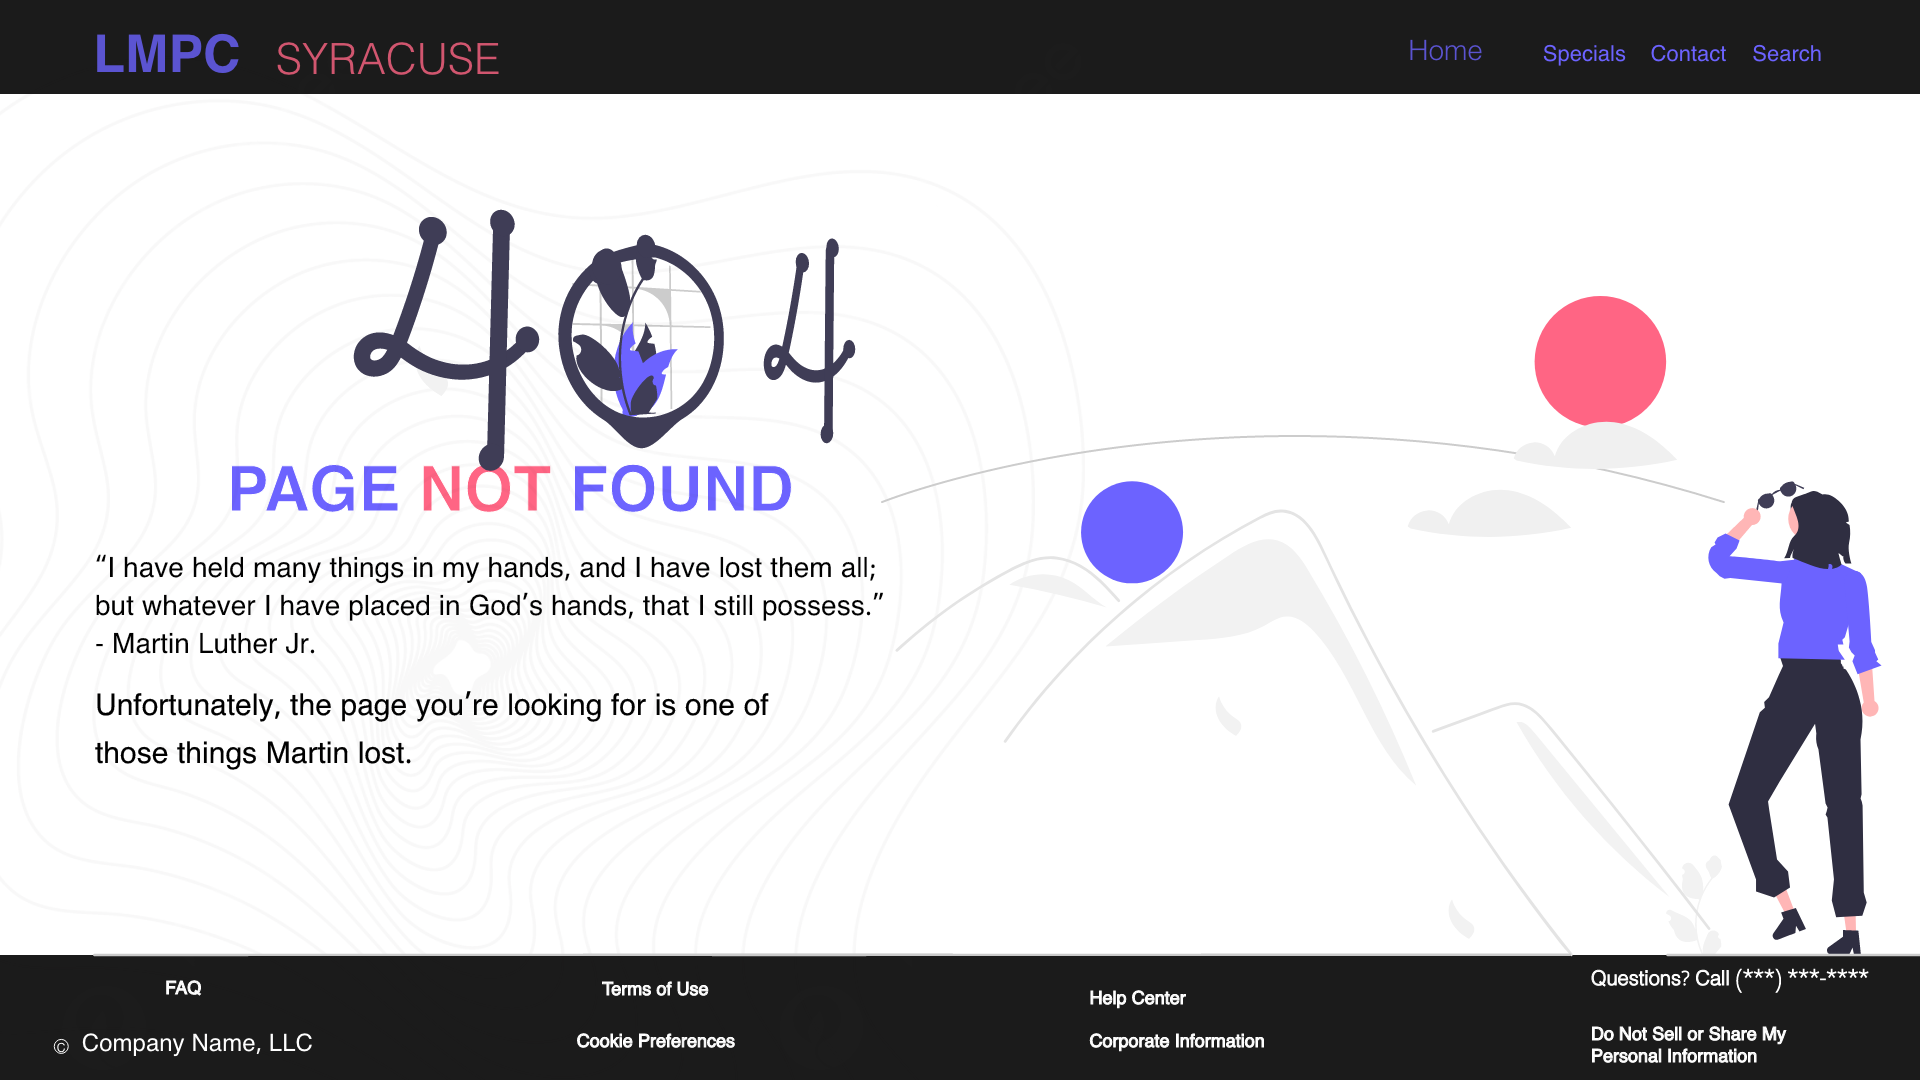 LMPC SYRACUSE
Home Specials Contact Search
404
PAGE NOT FOUND
“I have held many things in my hands, and I have lost them all;
but whatever I have placed in God’s hands, that I still possess.”
- Martin Luther Jr.
Unfortunately, the page you’re looking for is one of
those things Martin lost.
FAQ
© Company Name, LLC
Terms of Use
Cookie Preferences
Help Center
Corporate Information
Questions? Call (***) ***-****
Do Not Sell or Share My
Personal Information